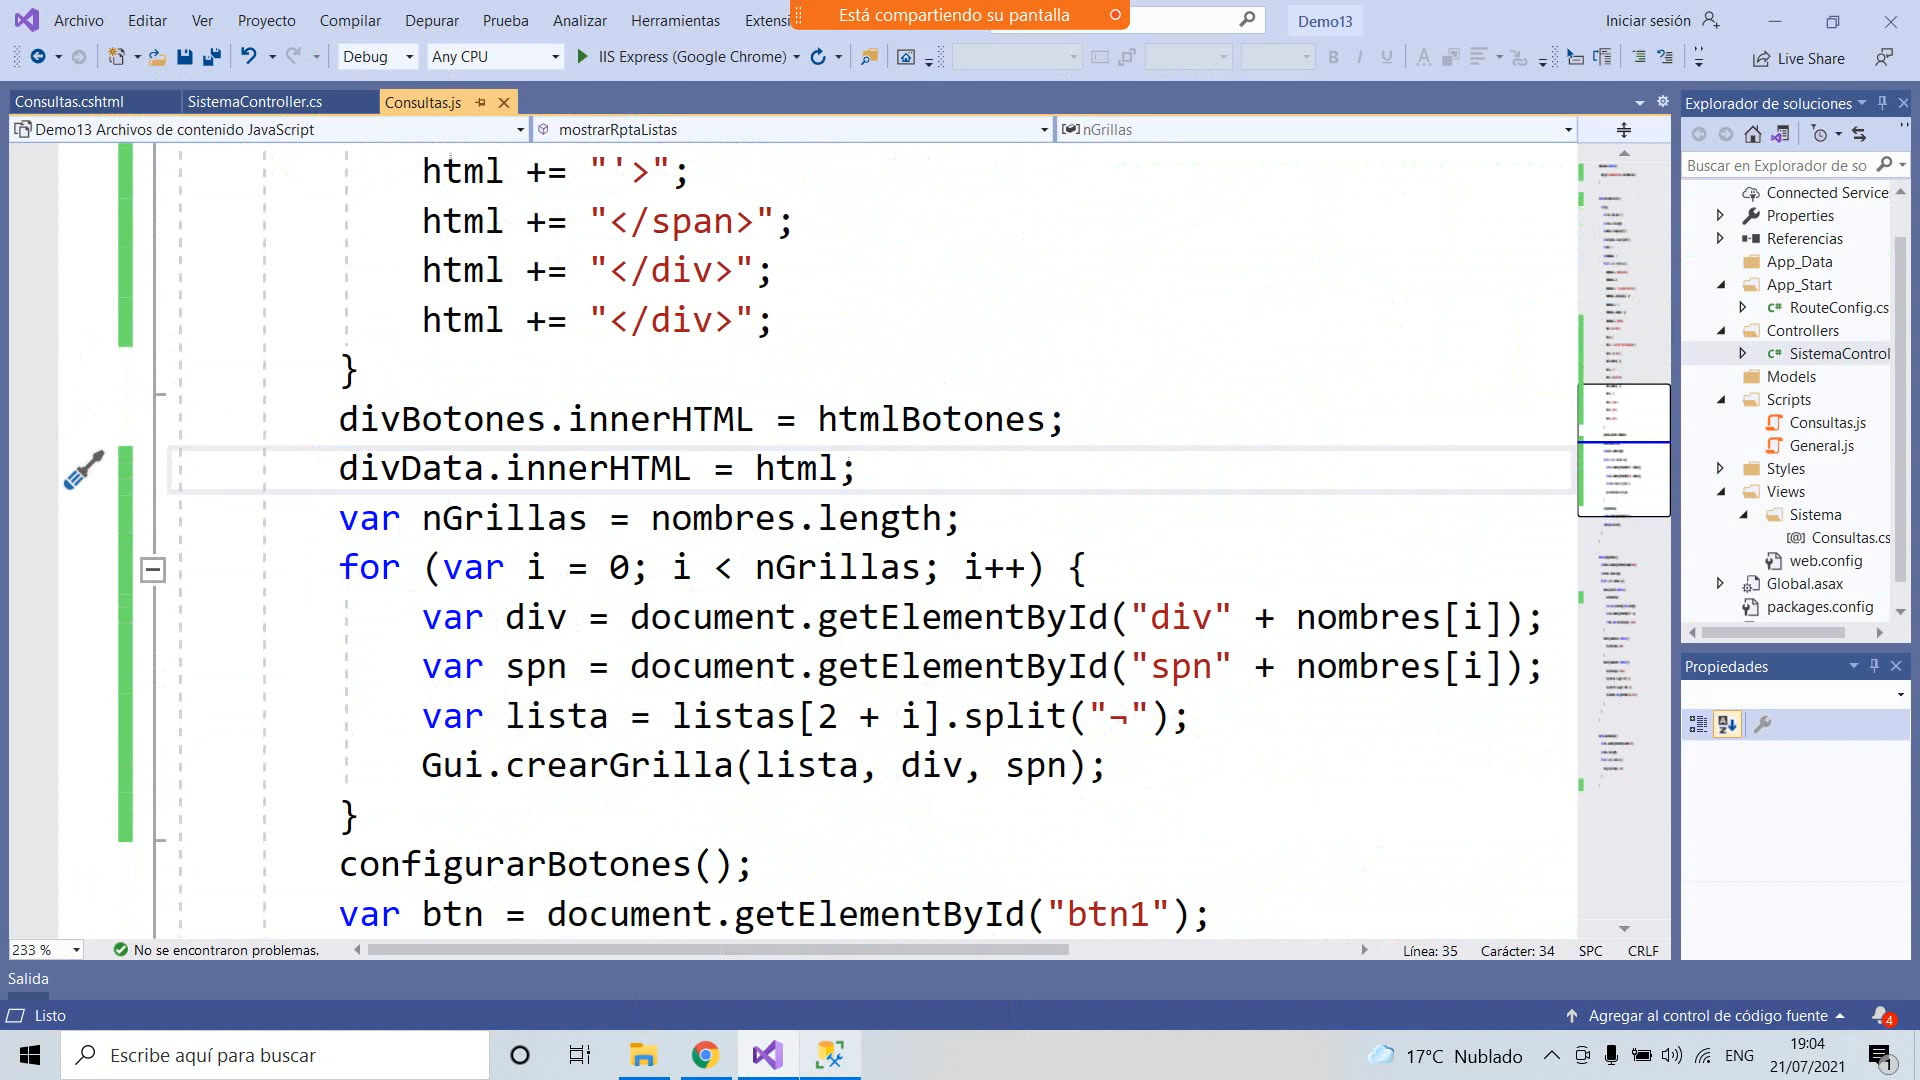 Archivo Editar Ver Proyecto Compilar Depurar Prueba Analizar Herramientas Extensi
Está compartiendo su pantalla
Demo13
Iniciar sesión
Debug Any CPU IIS Express (Google Chrome)
Live Share
Consultas.cshtml SistemaController.cs Consultas.js
Demo13 Archivos de contenido JavaScript mostrarRptaListas nGrillas
html += "'>";
html += "</span>";
html += "</div>";
html += "</div>";
}
divBotones.innerHTML = htmlBotones;
divData.innerHTML = html;
var nGrillas = nombres.length;
for (var i = 0; i < nGrillas; i++) {
var div = document.getElementById("div" + nombres[i]);
var spn = document.getElementById("spn" + nombres[i]);
var lista = listas[2 + i].split("¬");
Gui.crearGrilla(lista, div, spn);
}
configurarBotones();
var btn = document.getElementById("btn1");
233 % No se encontraron problemas. Línea: 35 Carácter: 34 SPC CRLF
Explorador de soluciones
Buscar en Explorador de so
Connected Service
Properties
Referencias
App_Data
App_Start
C# RouteConfig.cs
Controllers
C# SistemaControl
Models
Scripts
Consultas.js
General.js
Styles
Views
Sistema
Consultas.cs
web.config
Global.asax
packages.config
Propiedades
Salida
Listo
Agregar al control de código fuente
4
Escribe aquí para buscar
17°C Nublado
ENG
19:04
21/07/2021
1